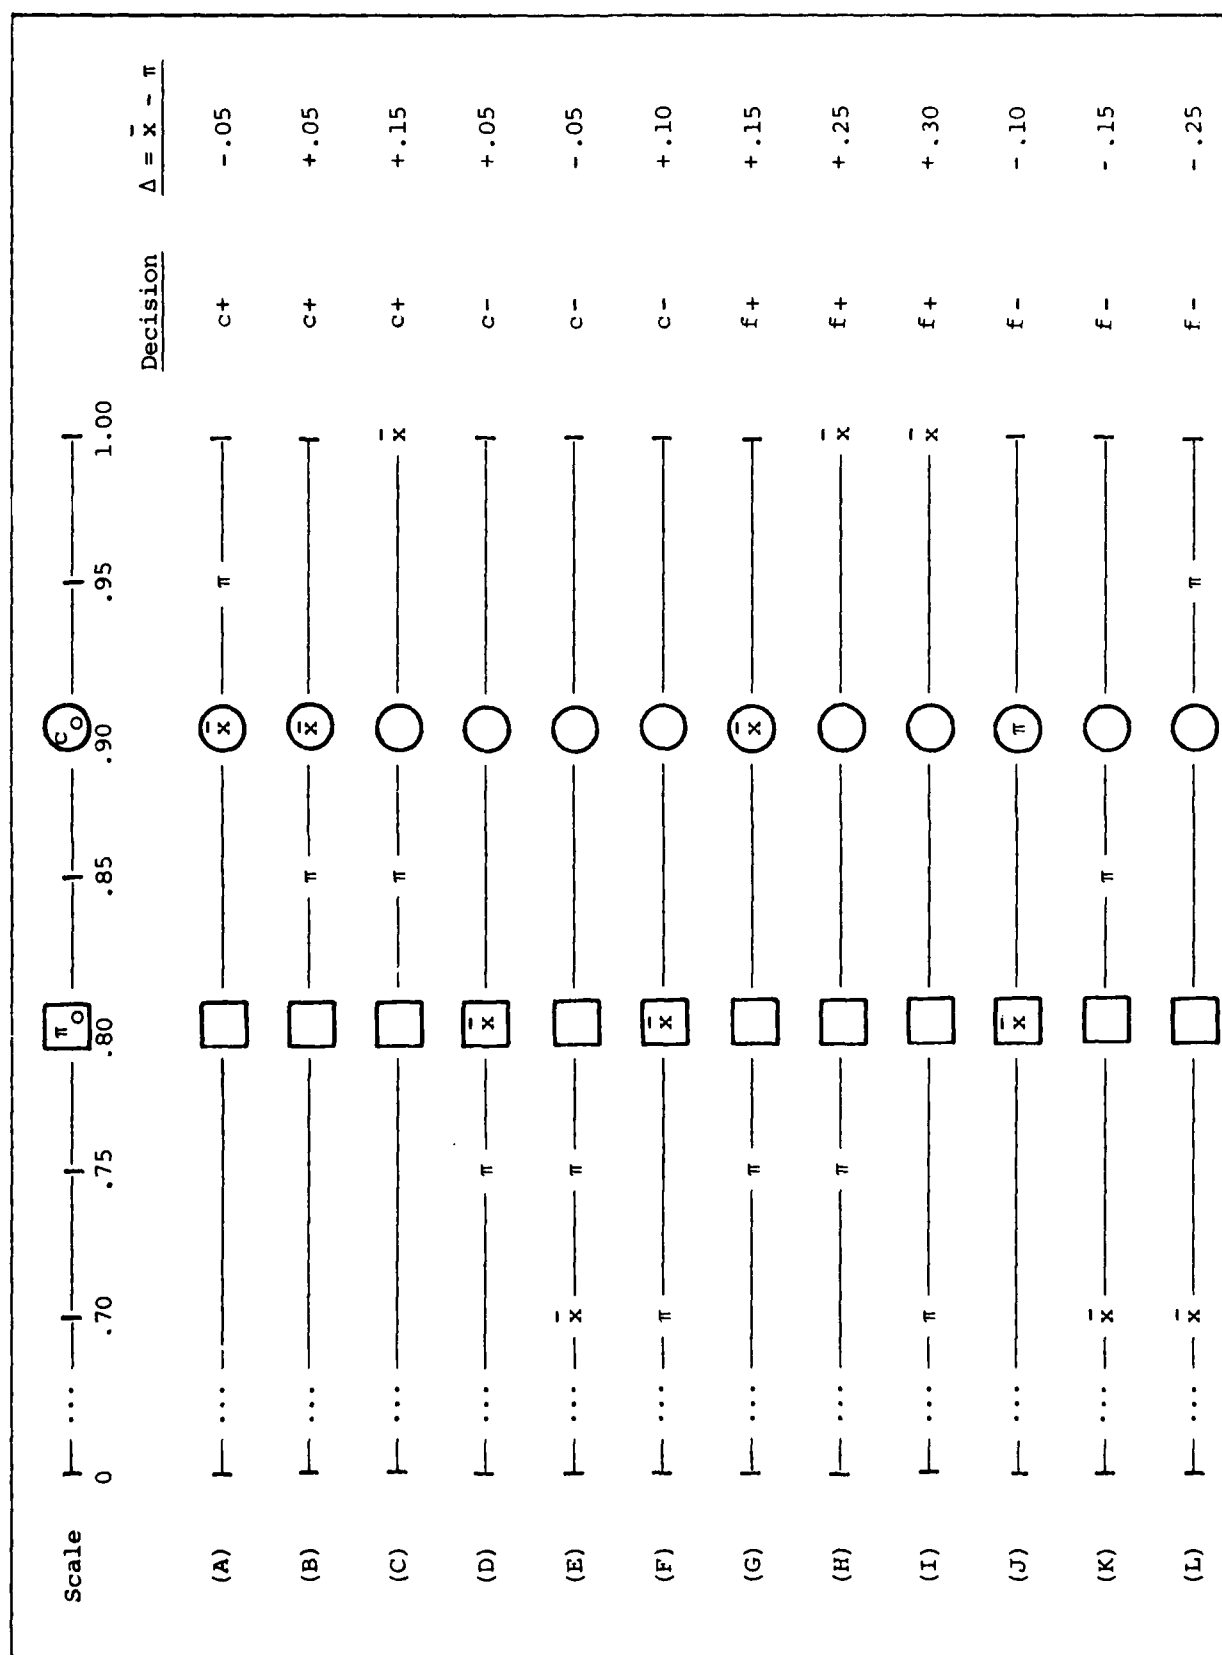 Scale ... π₀ c₀
0 .70 .75 .80 .85 .90 .95 1.00
Decision Δ = x̄ - π
(A) ... x̄ π c+ -.05
(B) ... π x̄ c+ +.05
(C) ... π x̄ c+ +.15
(D) ... π x̄ c- +.05
(E) ... x̄ π c- -.05
(F) ... π x̄ c- +.10
(G) ... π x̄ f+ +.15
(H) ... π x̄ f+ +.25
(I) ... π x̄ f+ +.30
(J) ... x̄ π f- -.10
(K) ... x̄ π f- -.15
(L) ... x̄ π f- -.25